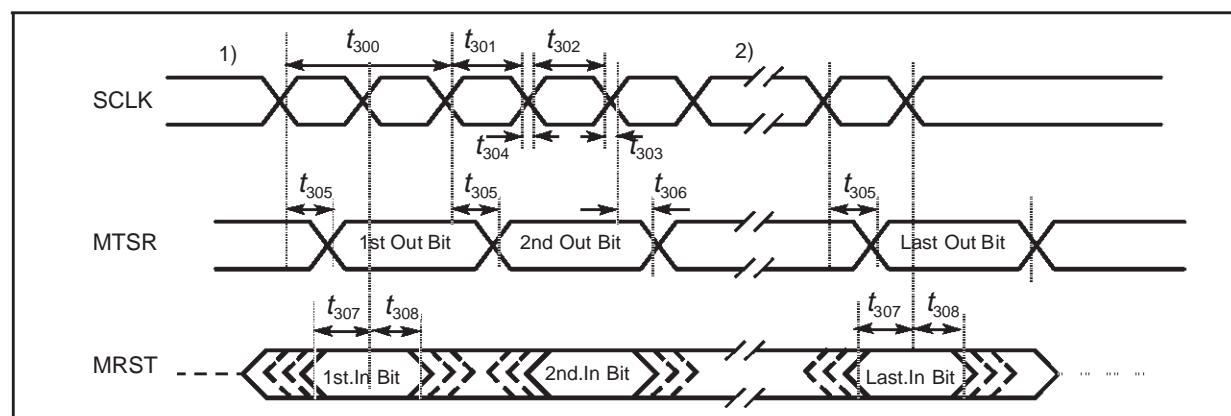 1) t300 t301 t302 2)
SCLK
t304 t303
t305 t305 t306 t305
MTSR 1st Out Bit 2nd Out Bit Last Out Bit
t307 t308 t307 t308
MRST 1st.In Bit 2nd.In Bit Last.In Bit